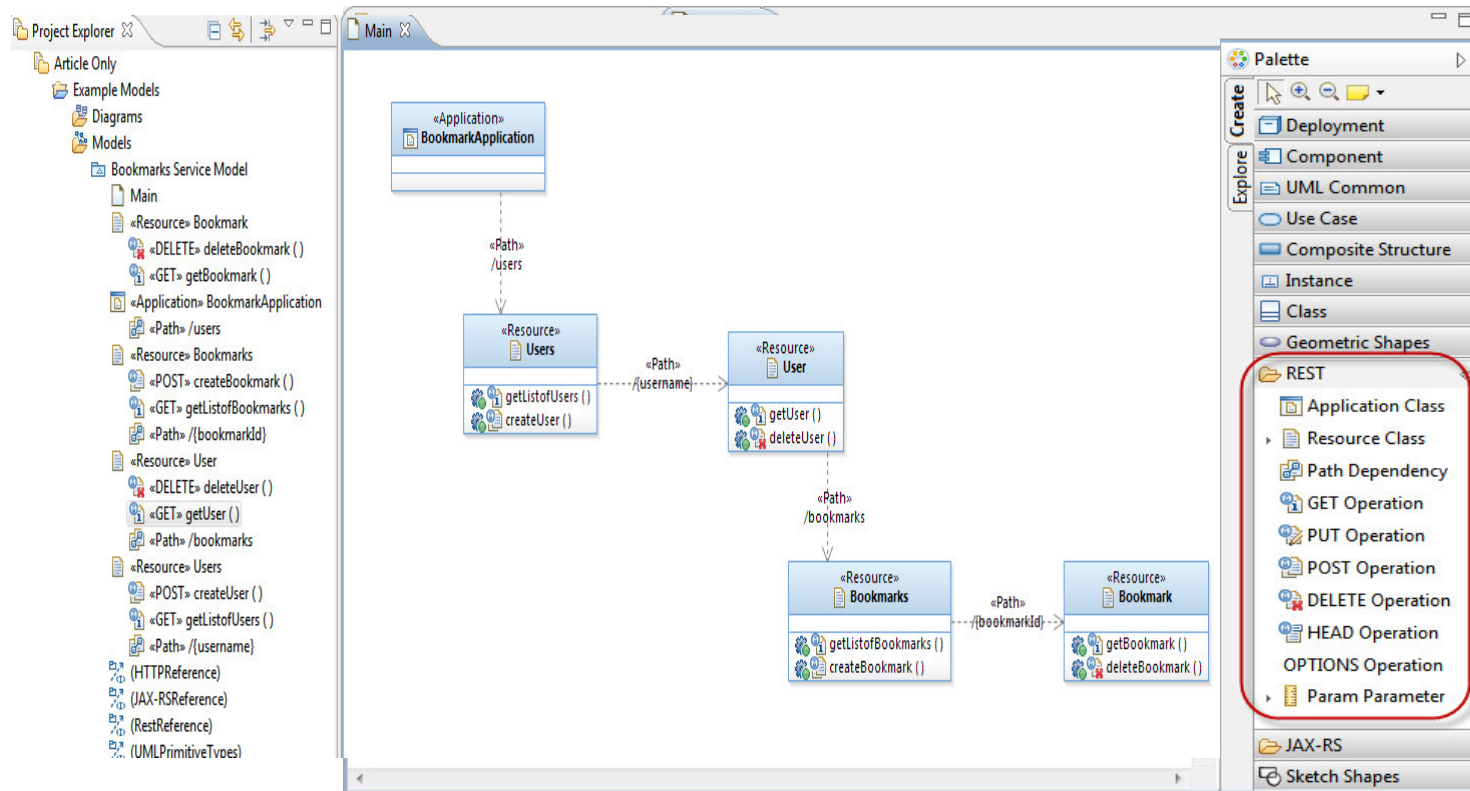 Project Explorer
Article Only
Example Models
Diagrams
Models
Bookmarks Service Model
Main
«Resource» Bookmark
«DELETE» deleteBookmark ( )
«GET» getBookmark ( )
«Application» BookmarkApplication
«Path» /users
«Resource» Bookmarks
«POST» createBookmark ( )
«GET» getListofBookmarks ( )
«Path» /{bookmarkId}
«Resource» User
«DELETE» deleteUser ( )
«GET» getUser ( )
«Path» /bookmarks
«Resource» Users
«POST» createUser ( )
«GET» getListofUsers ( )
«Path» /{username}
(HTTPReference)
(JAX-RSReference)
(RestReference)
(UMLPrimitiveTypes)
Main
«Application»
BookmarkApplication
«Path»
/users
«Resource»
Users
getListofUsers ( )
createUser ( )
«Path»
/{username}
«Resource»
User
getUser ( )
deleteUser ( )
«Path»
/bookmarks
«Resource»
Bookmarks
getListofBookmarks ( )
createBookmark ( )
«Path»
/{bookmarkId}
«Resource»
Bookmark
getBookmark ( )
deleteBookmark ( )
Palette
Create
Explore
Deployment
Component
UML Common
Use Case
Composite Structure
Instance
Class
Geometric Shapes
REST
Application Class
Resource Class
Path Dependency
GET Operation
PUT Operation
POST Operation
DELETE Operation
HEAD Operation
OPTIONS Operation
Param Parameter
JAX-RS
Sketch Shapes